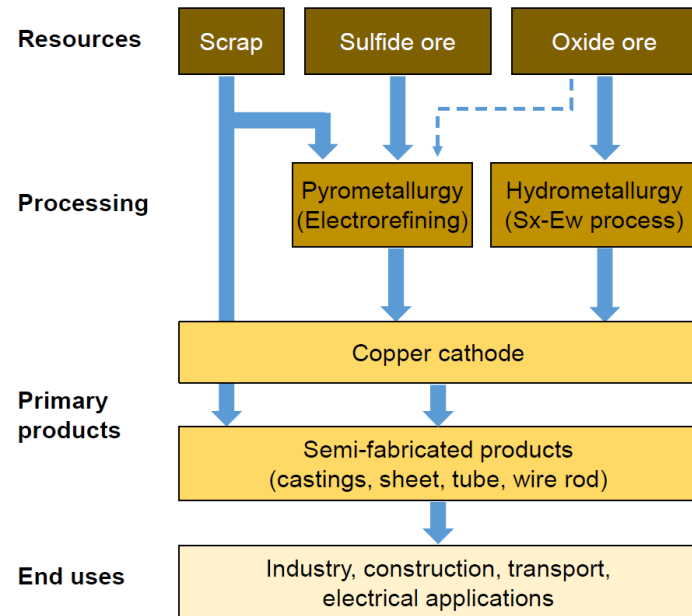 Resources
Scrap
Sulfide ore
Oxide ore
Processing
Pyrometallurgy
(Electrorefining)
Hydrometallurgy
(Sx-Ew process)
Copper cathode
Primary
products
Semi-fabricated products
(castings, sheet, tube, wire rod)
End uses
Industry, construction, transport,
electrical applications